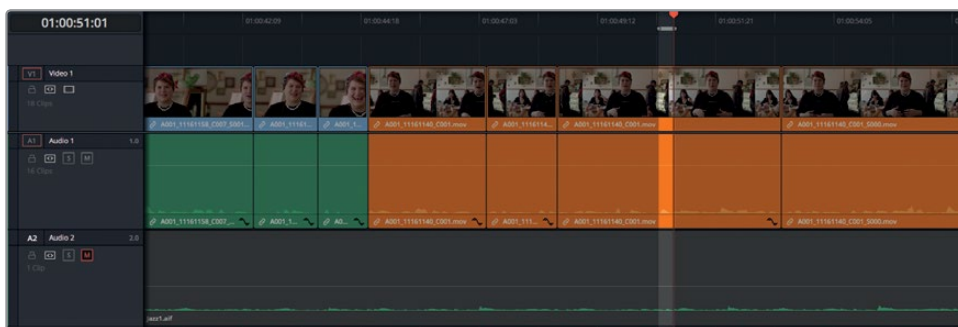 01:00:51:01
01:00:42:09
01:00:44:18
01:00:47:03
01:00:49:12
01:00:51:21
01:00:54:05
V1 Video 1
18 Clips
A001_11161158_C007_S001...
A001_11161...
A001_1...
A001_11161140_C001.mov
A001_1116114...
A001_11161140_C001.mov
A001_11161140_C001_S000.mov
A1 Audio 1 1.0
S M
16 Clips
A001_11161158_C007_...
A001_1...
A0...
A001_11161140_C001.mov
A001_111...
A001_11161140_C001.mov
A001_11161140_C001_S000.mov
A2 Audio 2 2.0
S M
1 Clip
jazz1.aif